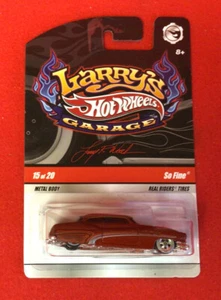 8+
Larry's
Hot Wheels
GARAGE
15 of 20
So Fine
METAL BODY
REAL RIDERS TIRES